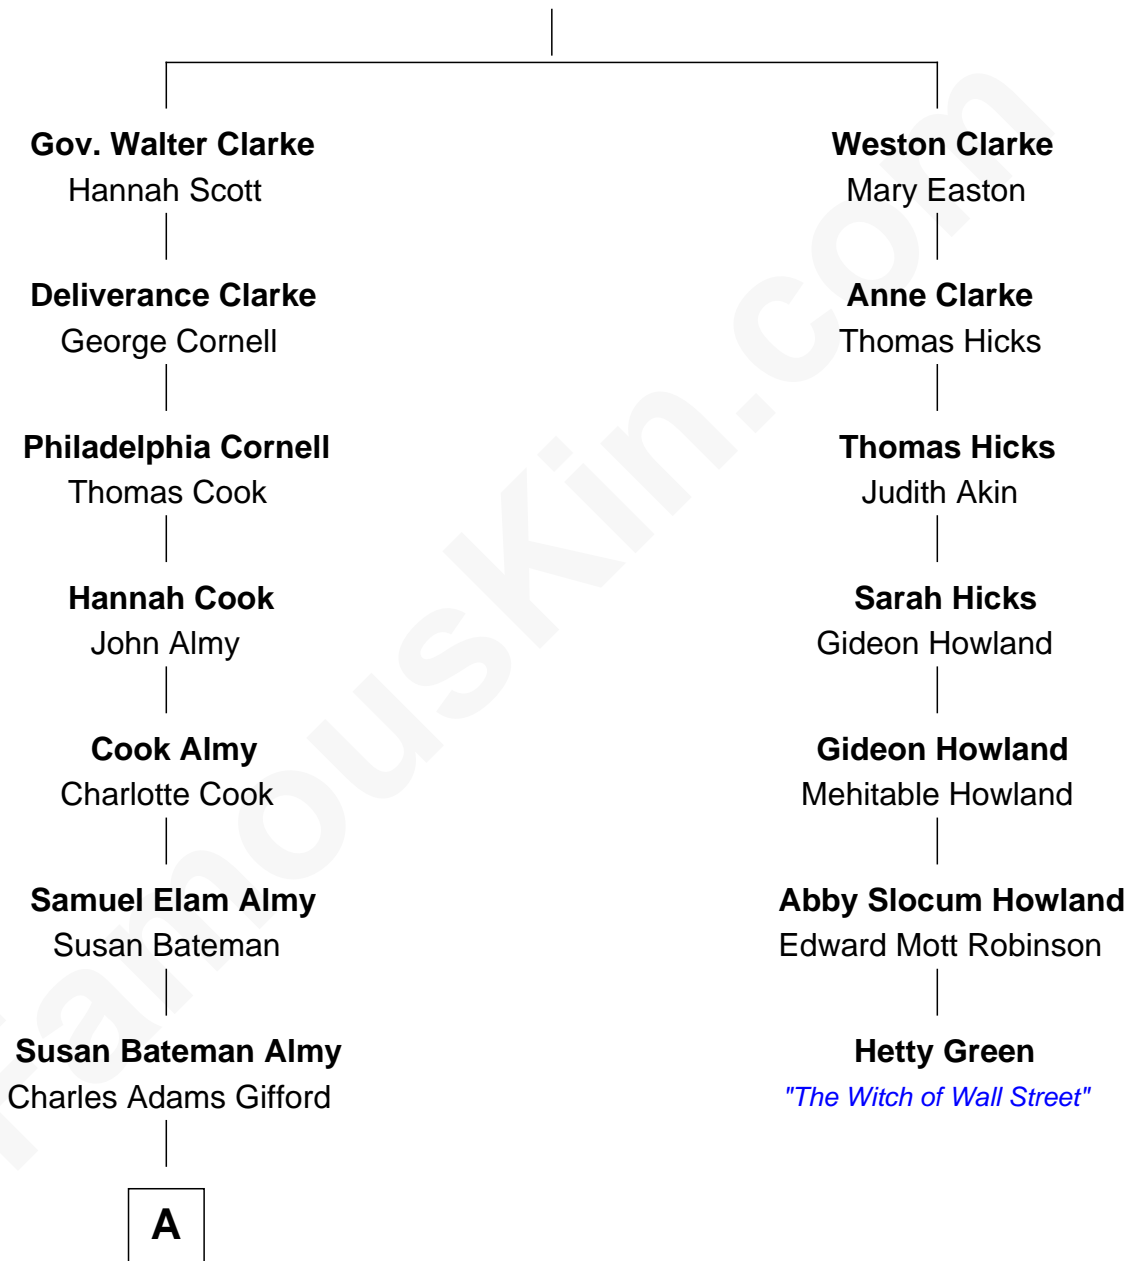 Gov. Walter Clarke
Hannah Scott
Deliverance Clarke
George Cornell
Philadelphia Cornell
Thomas Cook
Hannah Cook
John Almy
Cook Almy
Charlotte Cook
Samuel Elam Almy
Susan Bateman
Susan Bateman Almy
Charles Adams Gifford
A
Weston Clarke
Mary Easton
Anne Clarke
Thomas Hicks
Thomas Hicks
Judith Akin
Sarah Hicks
Gideon Howland
Gideon Howland
Mehitable Howland
Abby Slocum Howland
Edward Mott Robinson
Hetty Green
"The Witch of Wall Street"
FamousKin.com